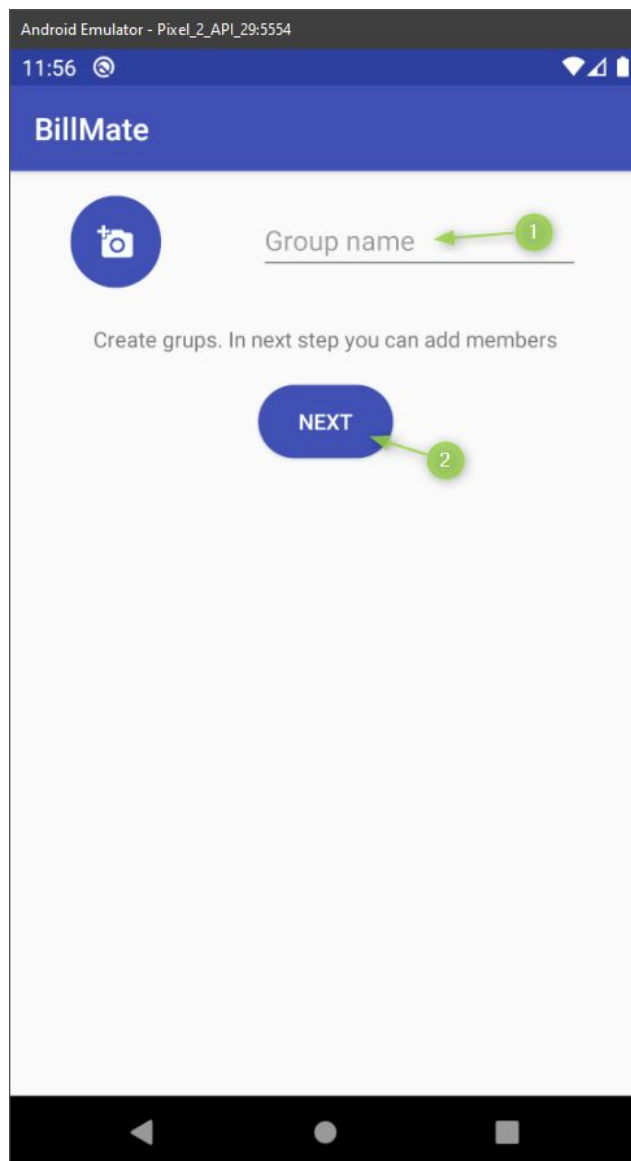 Android Emulator - Pixel_2_API_29:5554
11:56
BillMate
Group name
1
Create grups. In next step you can add members
NEXT
2